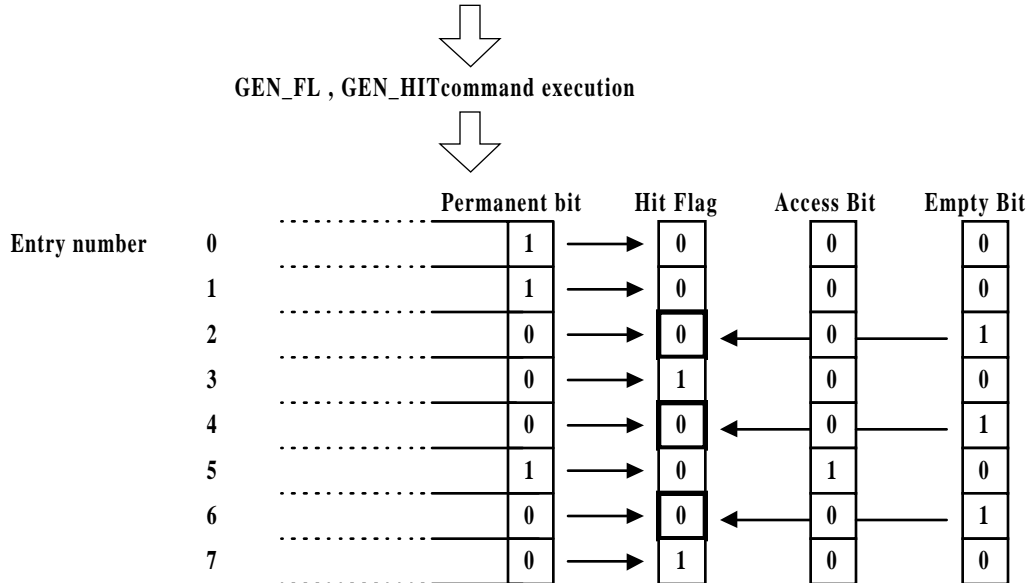 GEN_FL , GEN_HITcommand execution
Permanent bit Hit Flag Access Bit Empty Bit
Entry number 0 1 0 0 0
1 1 0 0 0
2 0 0 0 1
3 0 1 0 0
4 0 0 0 1
5 1 0 1 0
6 0 0 0 1
7 0 1 0 0